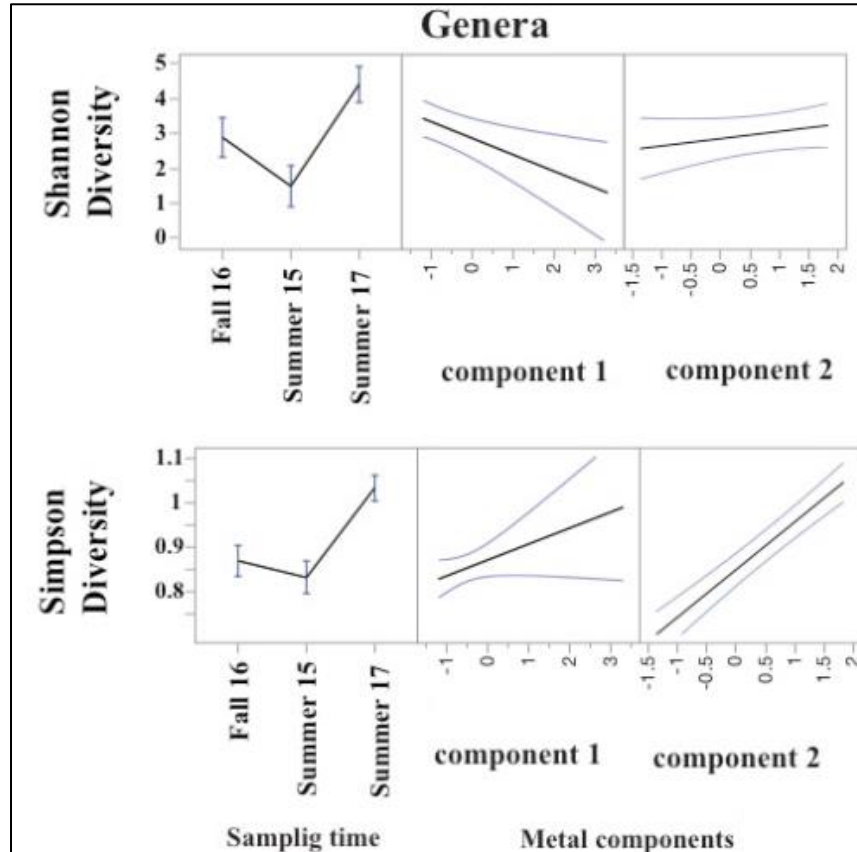 Genera
Shannon
Diversity
5
4
3
2
1
0
Fall 16
Summer 15
Summer 17
-1
0
1
2
3
-1.5
-1
-0.5
0
0.5
1
1.5
2
component 1
component 2
Simpson
Diversity
1.1
1
0.9
0.8
Fall 16
Summer 15
Summer 17
-1
0
1
2
3
-1.5
-1
-0.5
0
0.5
1
1.5
2
component 1
component 2
Samplig time
Metal components